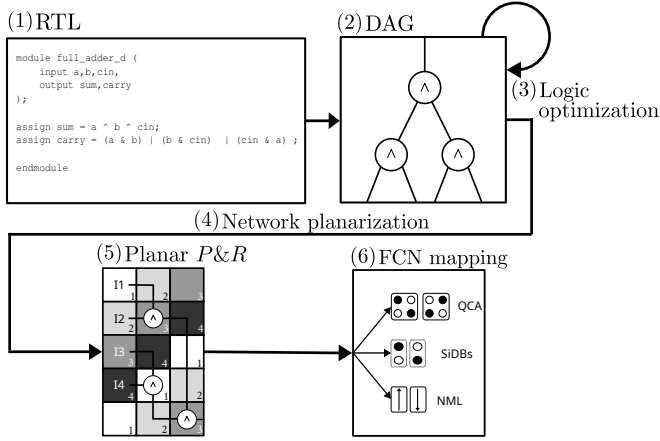 (1) RTL
module full_adder_d (
input a,b,cin,
output sum,carry
);
assign sum = a ^ b ^ cin;
assign carry = (a & b) | (b & cin) | (cin & a) ;
endmodule
(2) DAG
∧
∧ ∧
(3) Logic
optimization
(4) Network planarization
(5) Planar P&R
I1 1 2 3
I2 2 ∧ 3 4
I3 3 4 1
I4 4 ∧ 1 2
1 2 ∧ 3
(6) FCN mapping
QCA
SiDBs
NML